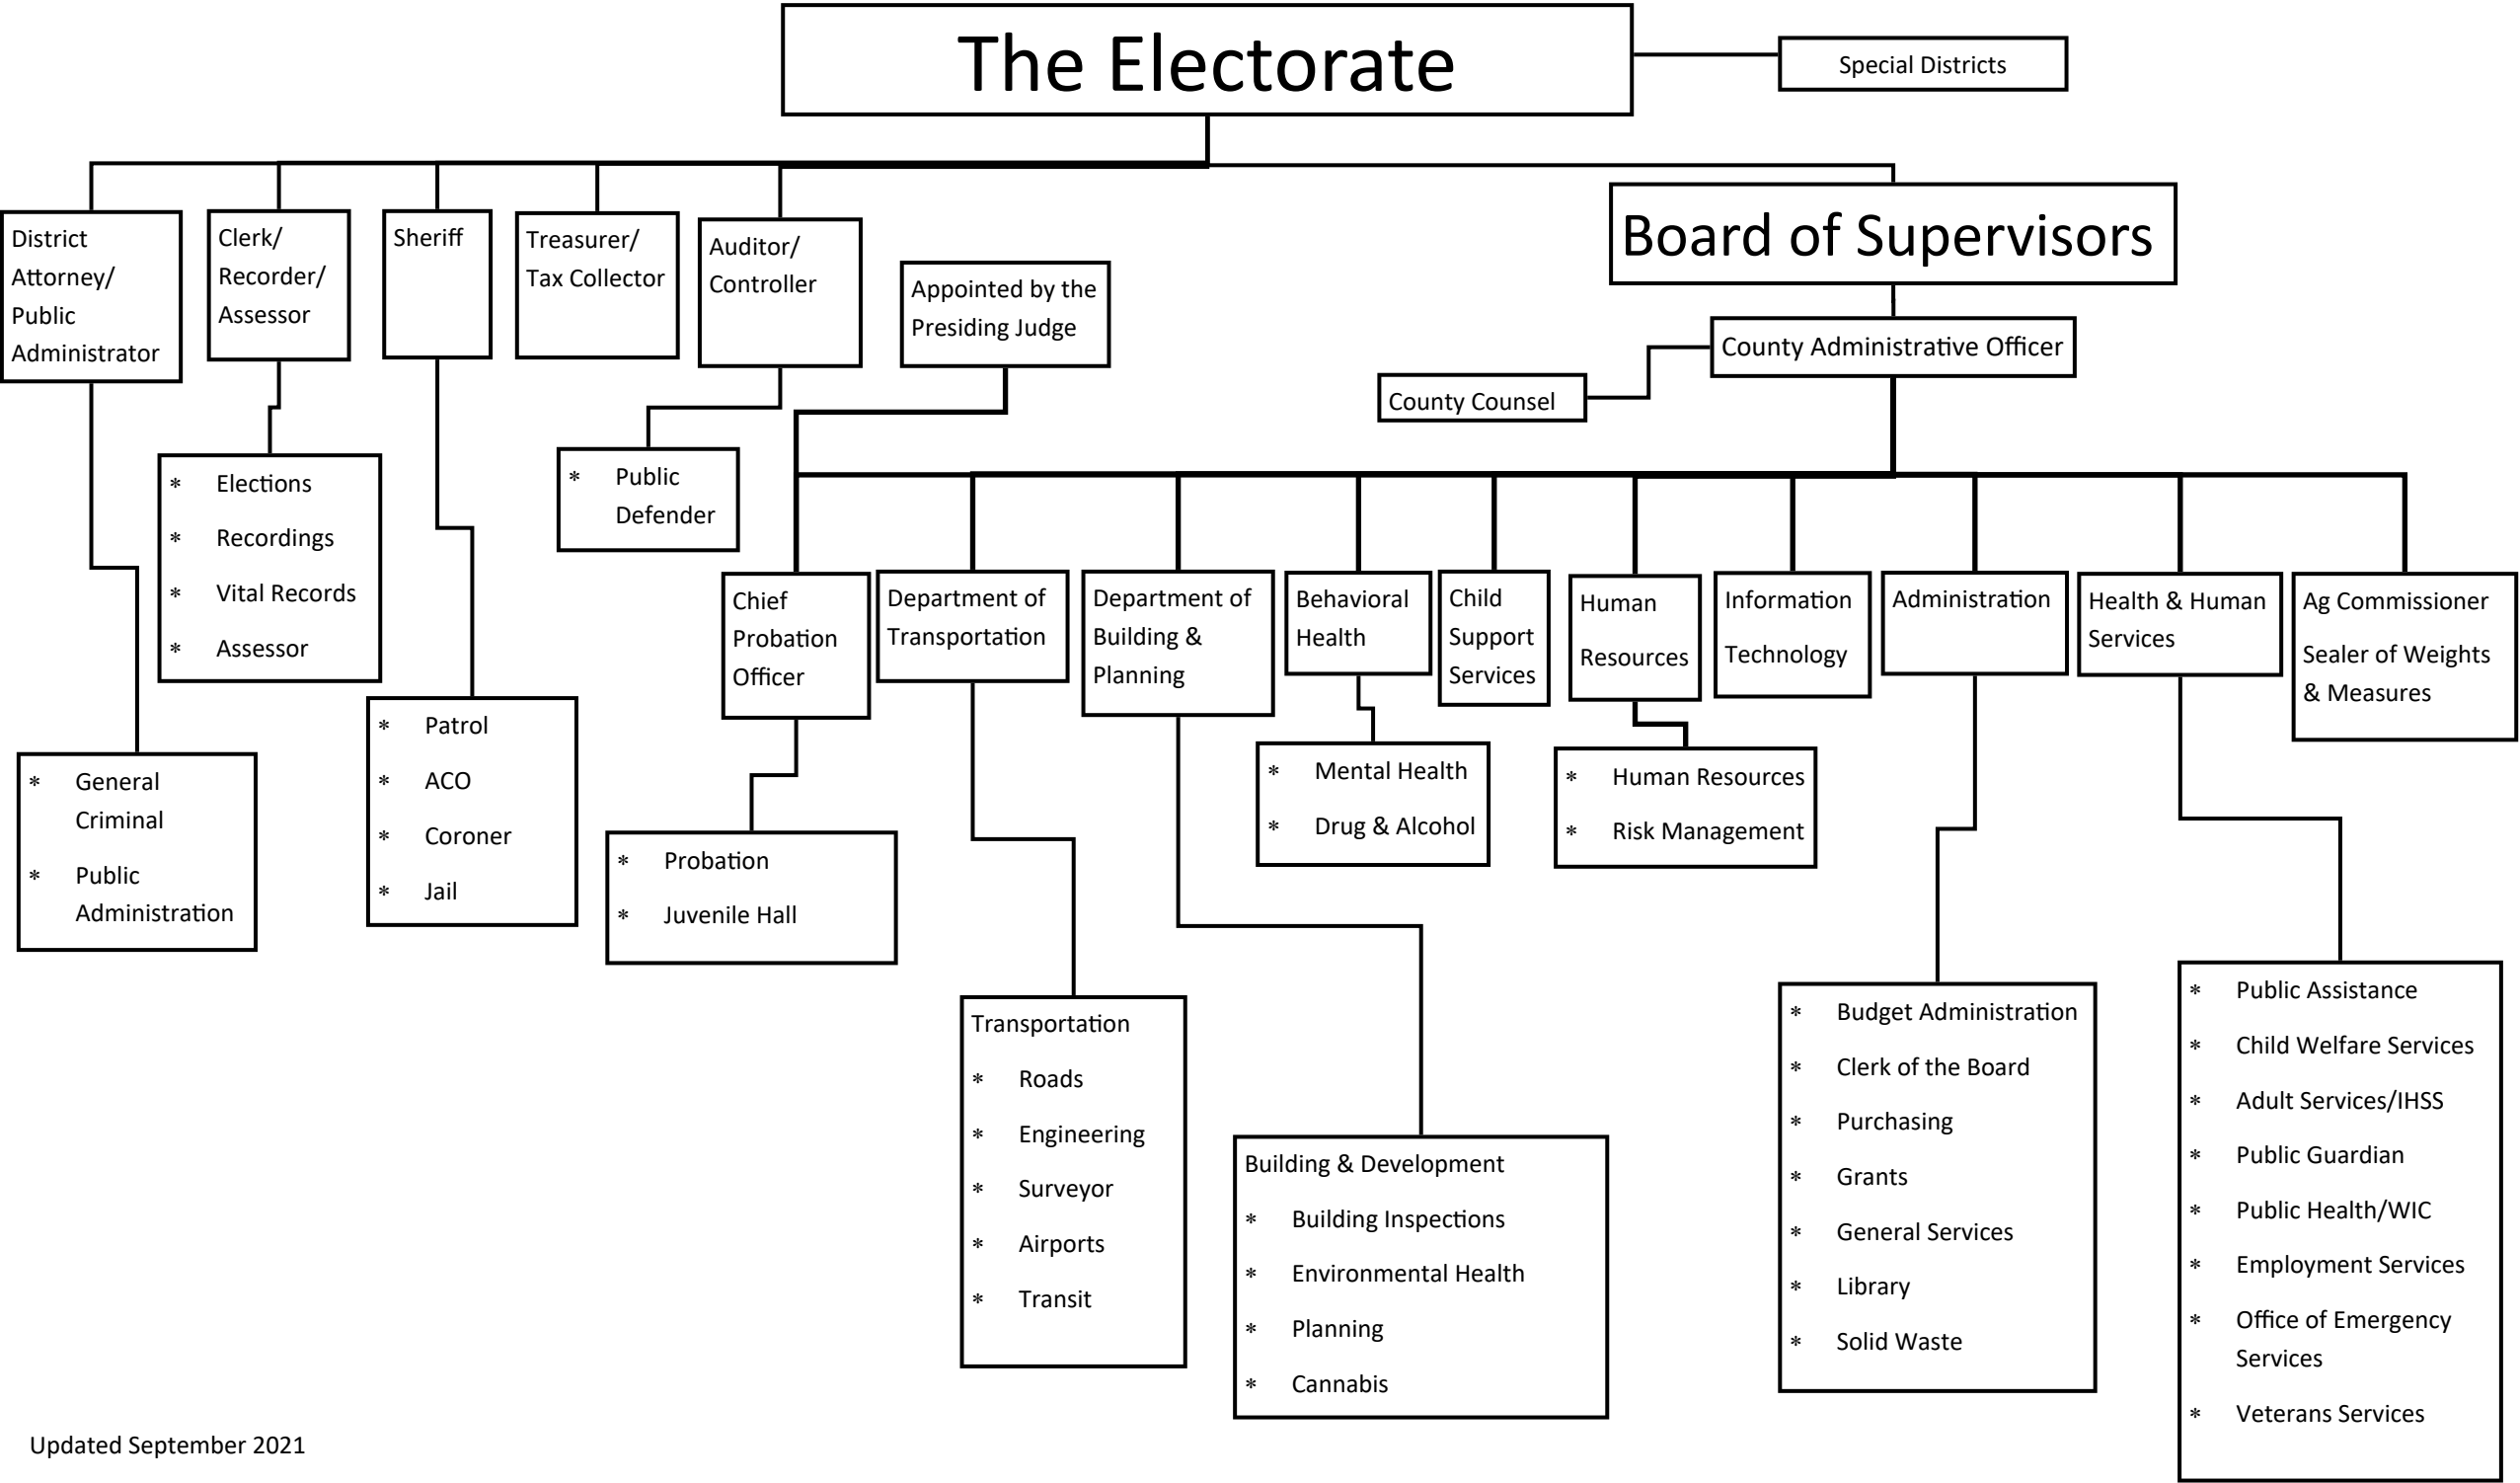 The Electorate
Special Districts
Board of Supervisors
District
Attorney/
Public
Administrator
Clerk/
Recorder/
Assessor
Sheriff
Treasurer/
Tax Collector
Auditor/
Controller
Appointed by the
Presiding Judge
County Administrative Officer
County Counsel
* Elections
* Recordings
* Vital Records
* Assessor
* Public
Defender
Chief
Probation
Officer
Department of
Transportation
Department of
Building &
Planning
Behavioral
Health
Child
Support
Services
Human
Resources
Information
Technology
Administration
Health & Human
Services
Ag Commissioner
Sealer of Weights
& Measures
* General
Criminal
* Public
Administration
* Patrol
* ACO
* Coroner
* Jail
* Probation
* Juvenile Hall
* Mental Health
* Drug & Alcohol
* Human Resources
* Risk Management
Transportation
* Roads
* Engineering
* Surveyor
* Airports
* Transit
Building & Development
* Building Inspections
* Environmental Health
* Planning
* Cannabis
* Budget Administration
* Clerk of the Board
* Purchasing
* Grants
* General Services
* Library
* Solid Waste
* Public Assistance
* Child Welfare Services
* Adult Services/IHSS
* Public Guardian
* Public Health/WIC
* Employment Services
* Office of Emergency
Services
* Veterans Services
Updated September 2021